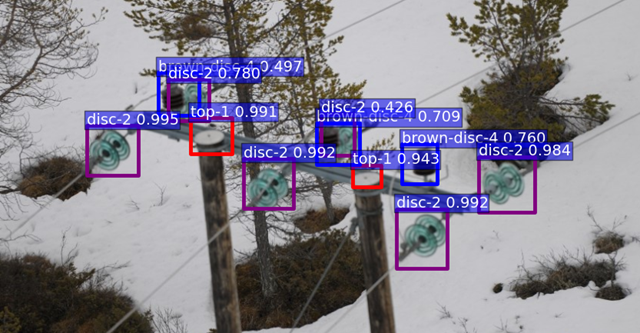 brown-disc-4 0.497
disc-2 0.780
top-1 0.991
disc-2 0.995
disc-2 0.426
brown-disc-4 0.709
brown-disc-4 0.760
disc-2 0.992
top-1 0.943
disc-2 0.984
disc-2 0.992